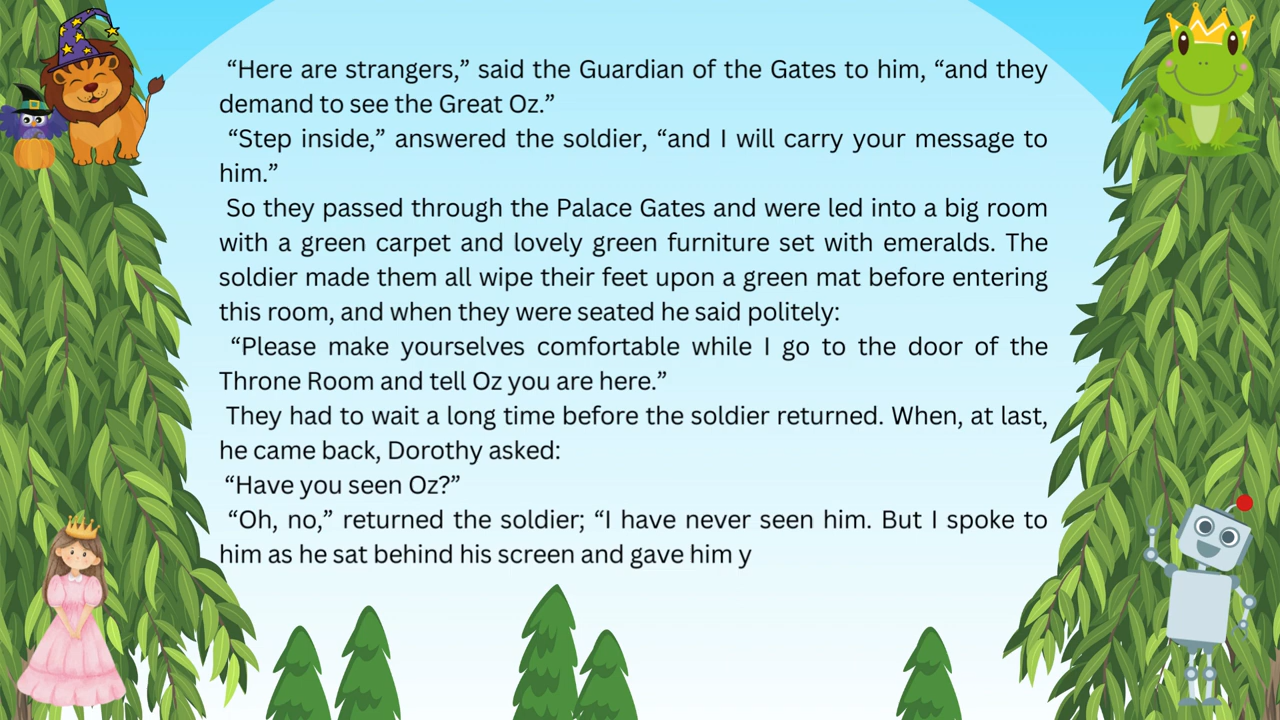 “Here are strangers,” said the Guardian of the Gates to him, “and they
demand to see the Great Oz.”
“Step inside,” answered the soldier, “and I will carry your message to
him.”
So they passed through the Palace Gates and were led into a big room
with a green carpet and lovely green furniture set with emeralds. The
soldier made them all wipe their feet upon a green mat before entering
this room, and when they were seated he said politely:
“Please make yourselves comfortable while I go to the door of the
Throne Room and tell Oz you are here.”
They had to wait a long time before the soldier returned. When, at last,
he came back, Dorothy asked:
“Have you seen Oz?”
“Oh, no,” returned the soldier; “I have never seen him. But I spoke to
him as he sat behind his screen and gave him y